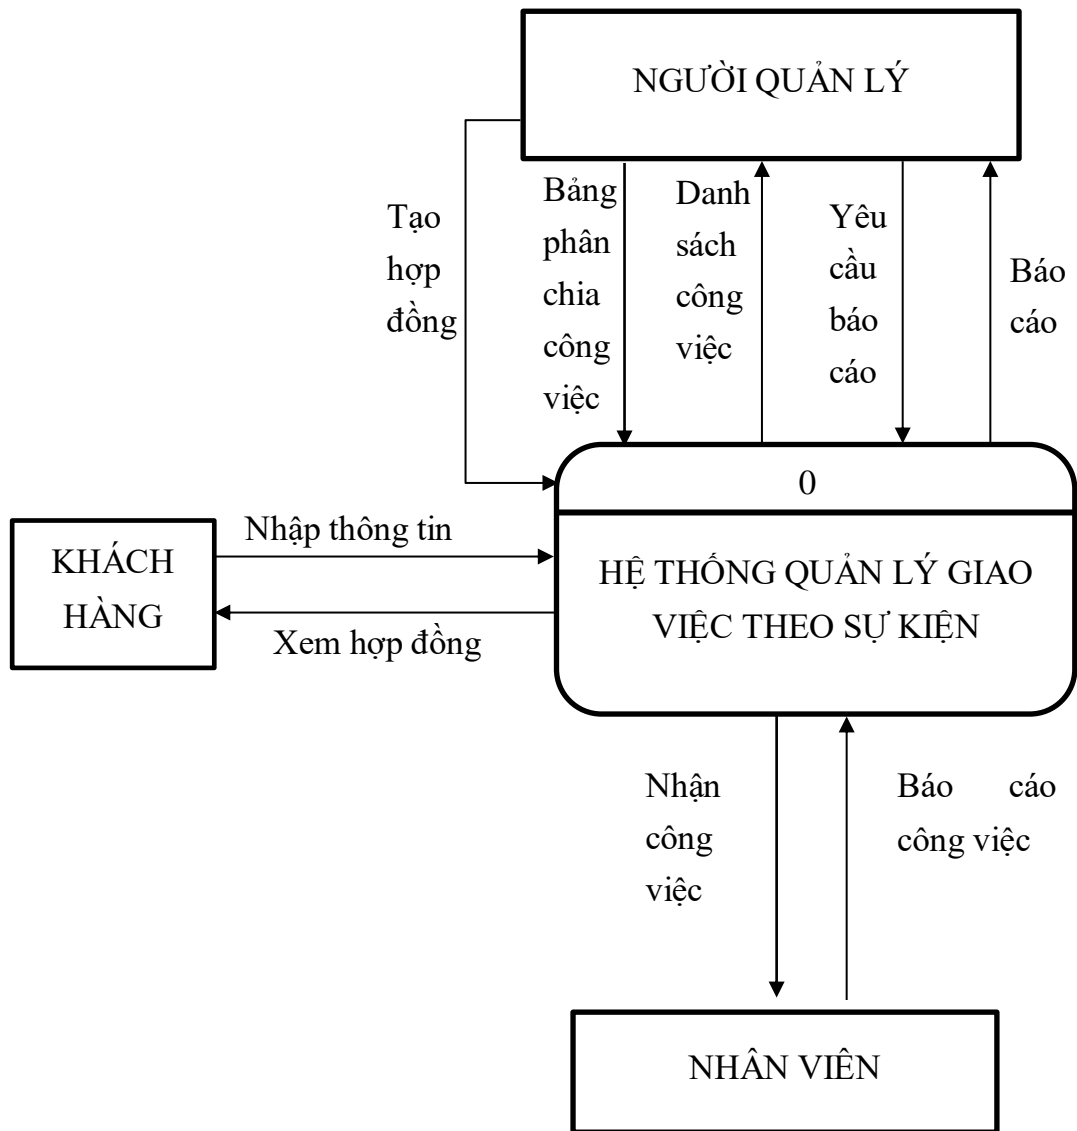 NGƯỜI QUẢN LÝ
Tạo
hợp
đồng
Bảng
phân
chia
công
việc
Danh
sách
công
việc
Yêu
cầu
báo
cáo
Báo
cáo
0
HỆ THỐNG QUẢN LÝ GIAO
VIỆC THEO SỰ KIỆN
KHÁCH
HÀNG
Nhập thông tin
Xem hợp đồng
Nhận
công
việc
Báo cáo
công việc
NHÂN VIÊN